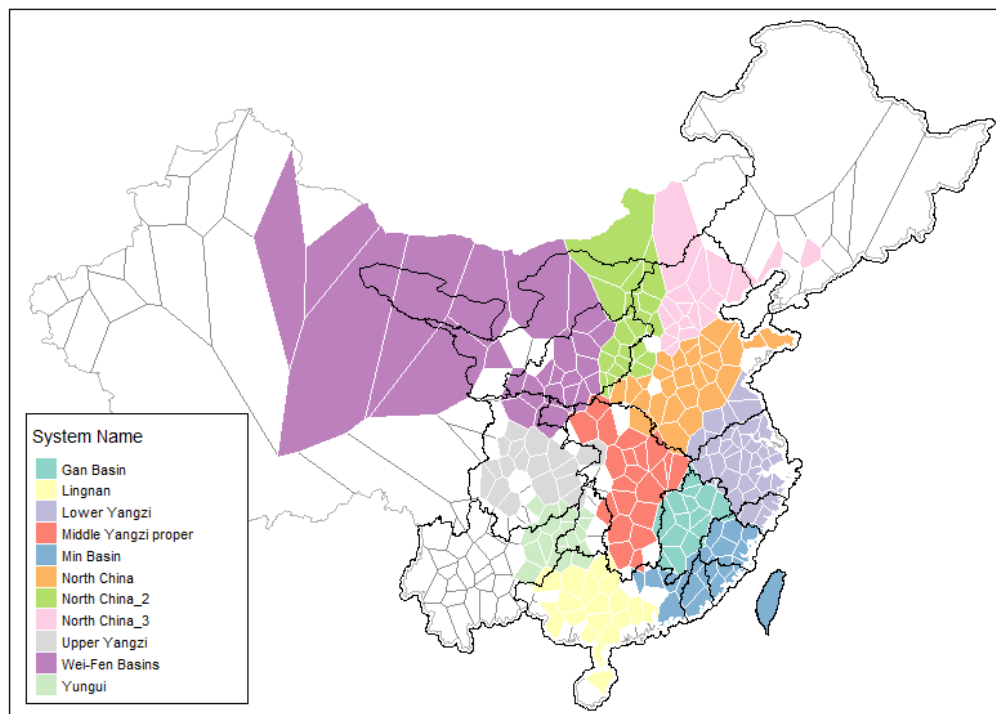 System Name
Gan Basin
Lingnan
Lower Yangzi
Middle Yangzi proper
Min Basin
North China
North China_2
North China_3
Upper Yangzi
Wei-Fen Basins
Yungui